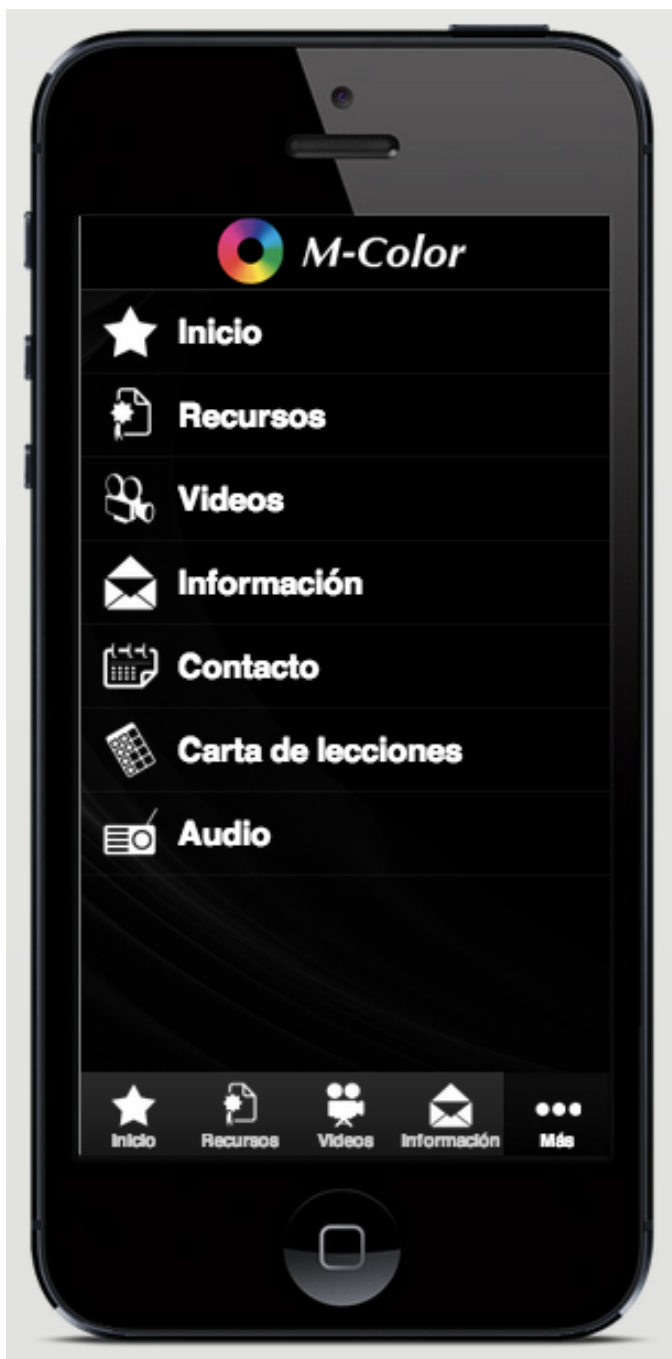 M-Color
Inicio
Recursos
Videos
Información
Contacto
Carta de lecciones
Audio
Inicio Recursos Videos Información Más